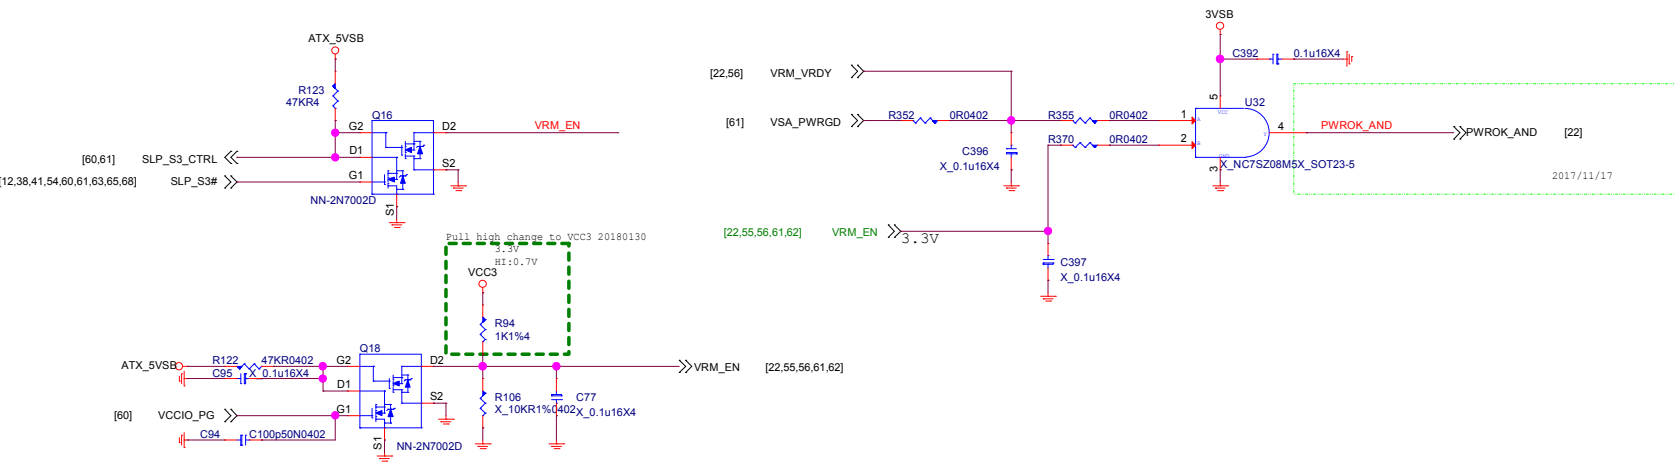 ATX_5VSB
R123
47KR4
Q16
G2
D2
VRM_EN
D1
[60,61]
SLP_S3_CTRL
S2
[12,38,41,54,60,61,63,65,68]
SLP_S3#
G1
S1
NN-2N7002D
3VSB
C392
0.1u16X4
[22,56]
VRM_VRDY
5
U32
VCC
[61]
VSA_PWRGD
R352
0R0402
R355
0R0402
1
A
4
Y
PWROK_AND
PWROK_AND
[22]
R370
0R0402
2
B
C396
X_0.1u16X4
GND
3
X_NC7SZ08M5X_SOT23-5
2017/11/17
[22,55,56,61,62]
VRM_EN
3.3V
C397
X_0.1u16X4
Pull high change to VCC3 20180130
3.3V
HI:0.7V
VCC3
R94
1K1%4
Q18
ATX_5VSB
R122
47KR0402
G2
D2
VRM_EN
[22,55,56,61,62]
C95
X_0.1u16X4
D1
S2
R106
X_10KR1%0402
C77
X_0.1u16X4
[60]
VCCIO_PG
G1
C94
C100p50N0402
S1
NN-2N7002D